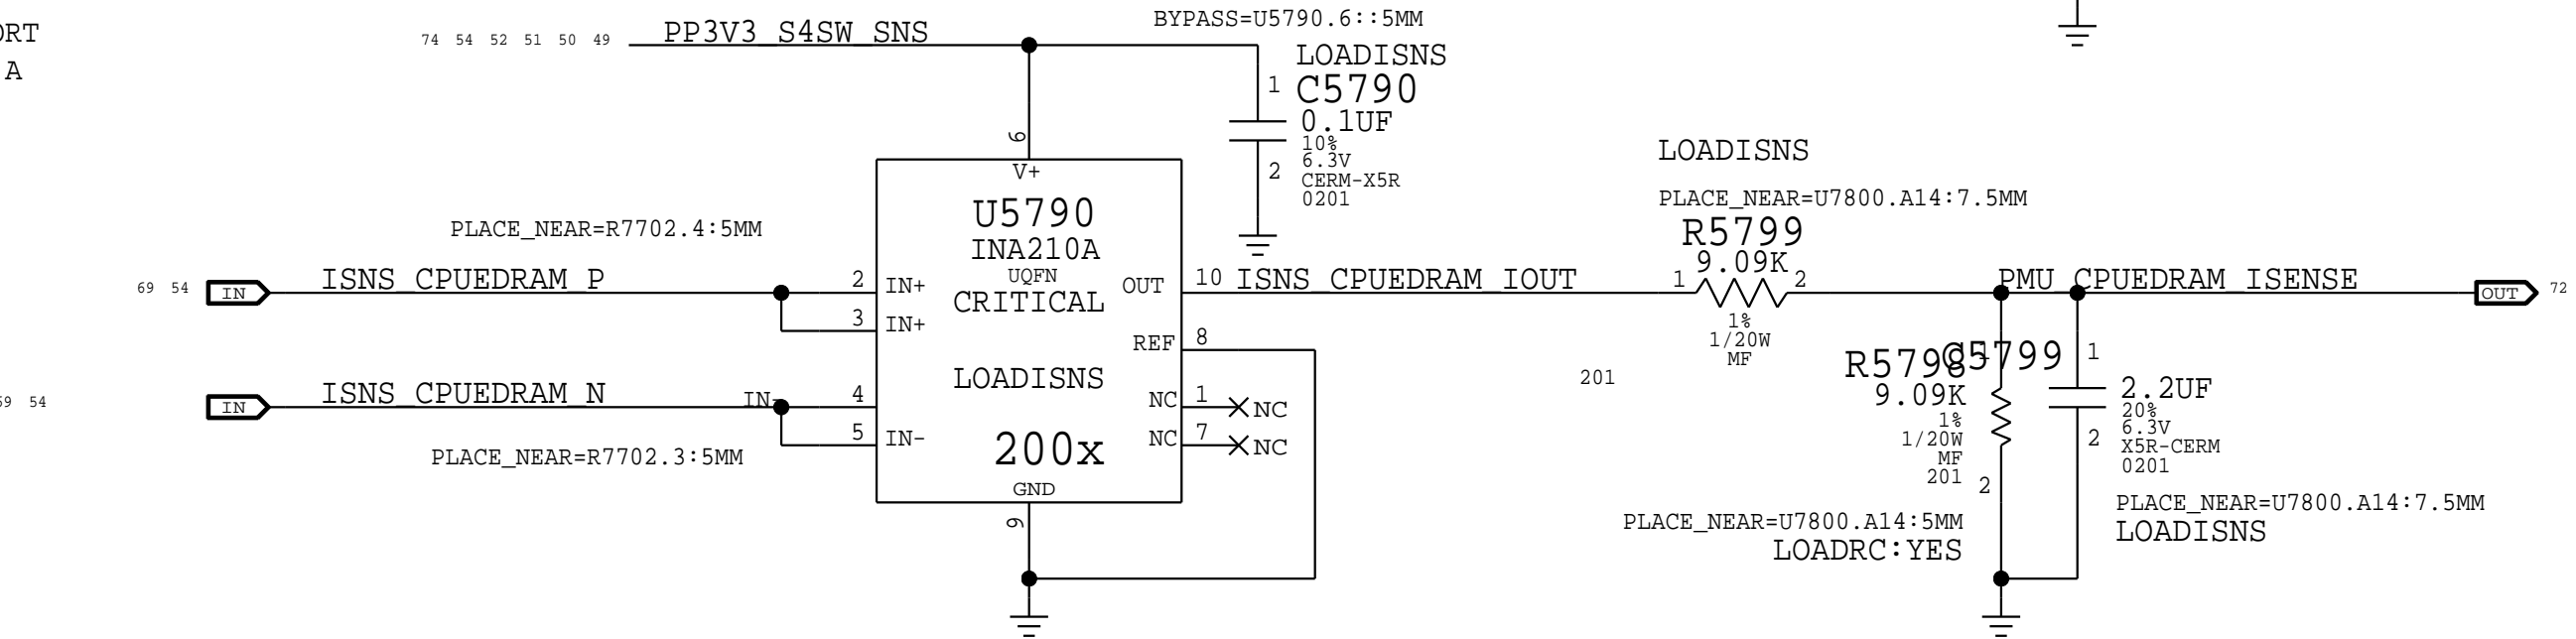 ORT
A
74 54 52 51 50 49
PP3V3_S4SW_SNS
BYPASS=U5790.6::5MM
LOADISNS
1
C5790
0.1UF
10%
6.3V
2
CERM-X5R
0201
6
V+
U5790
INA210A
UQFN
CRITICAL
LOADISNS
200x
GND
9
PLACE_NEAR=R7702.4:5MM
69 54
IN
ISNS_CPUEDRAM_P
2
IN+
3
IN+
59 54
IN
ISNS_CPUEDRAM_N
IN-
4
5
IN-
PLACE_NEAR=R7702.3:5MM
OUT
10
ISNS_CPUEDRAM_IOUT
REF
8
NC
1
NC
NC
7
NC
LOADISNS
PLACE_NEAR=U7800.A14:7.5MM
R5799
1
9.09K
2
1%
1/20W
MF
201
PMU_CPUEDRAM_ISENSE
OUT
72
R5798
1
9.09K
1%
1/20W
MF
201
2
PLACE_NEAR=U7800.A14:5MM
LOADRC:YES
C5799
1
2.2UF
20%
6.3V
2
X5R-CERM
0201
PLACE_NEAR=U7800.A14:7.5MM
LOADISNS